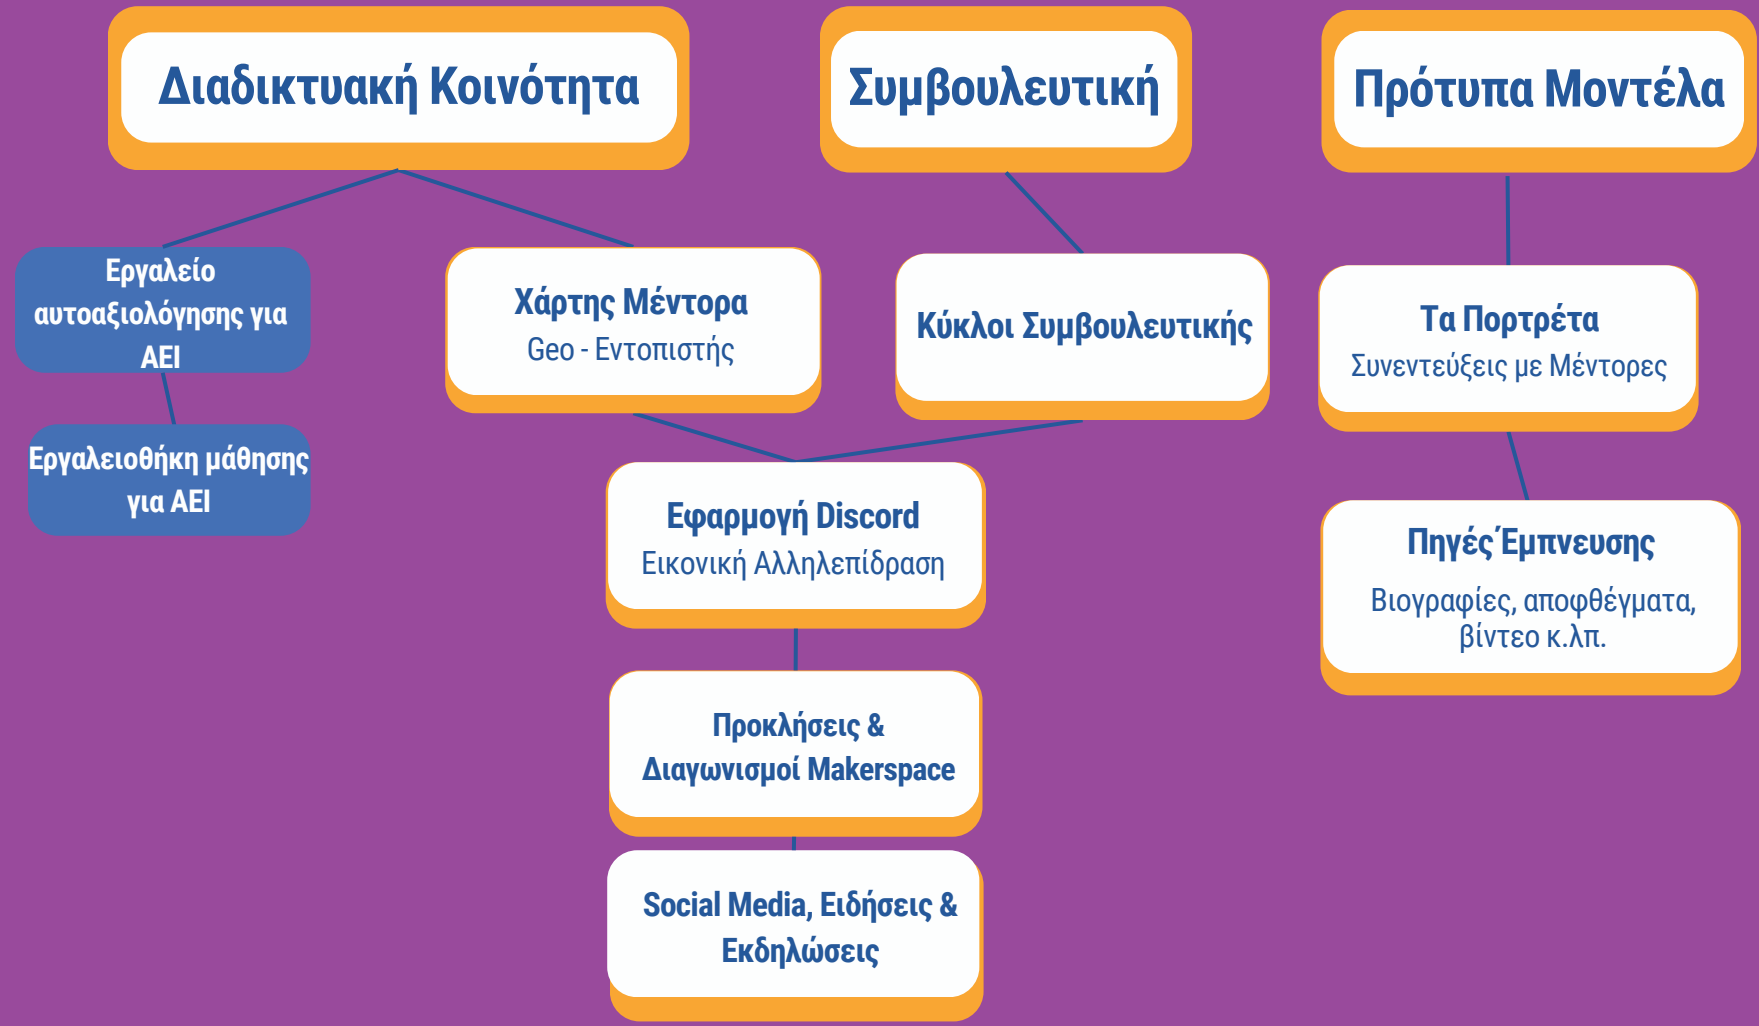 Διαδικτυακή Κοινότητα
Συμβουλευτική
Πρότυπα Μοντέλα
Εργαλείο
αυτοαξιολόγησης για
ΑΕΙ
Χάρτης Μέντορα
Geo - Εντοπιστής
Κύκλοι Συμβουλευτικής
Τα Πορτρέτα
Συνεντεύξεις με Μέντορες
Εργαλειοθήκη μάθησης
για ΑΕΙ
Εφαρμογή Discord
Εικονική Αλληλεπίδραση
Πηγές Έμπνευσης
Βιογραφίες, αποφθέγματα,
βίντεο κ.λπ.
Προκλήσεις &
Διαγωνισμοί Makerspace
Social Media, Ειδήσεις &
Εκδηλώσεις